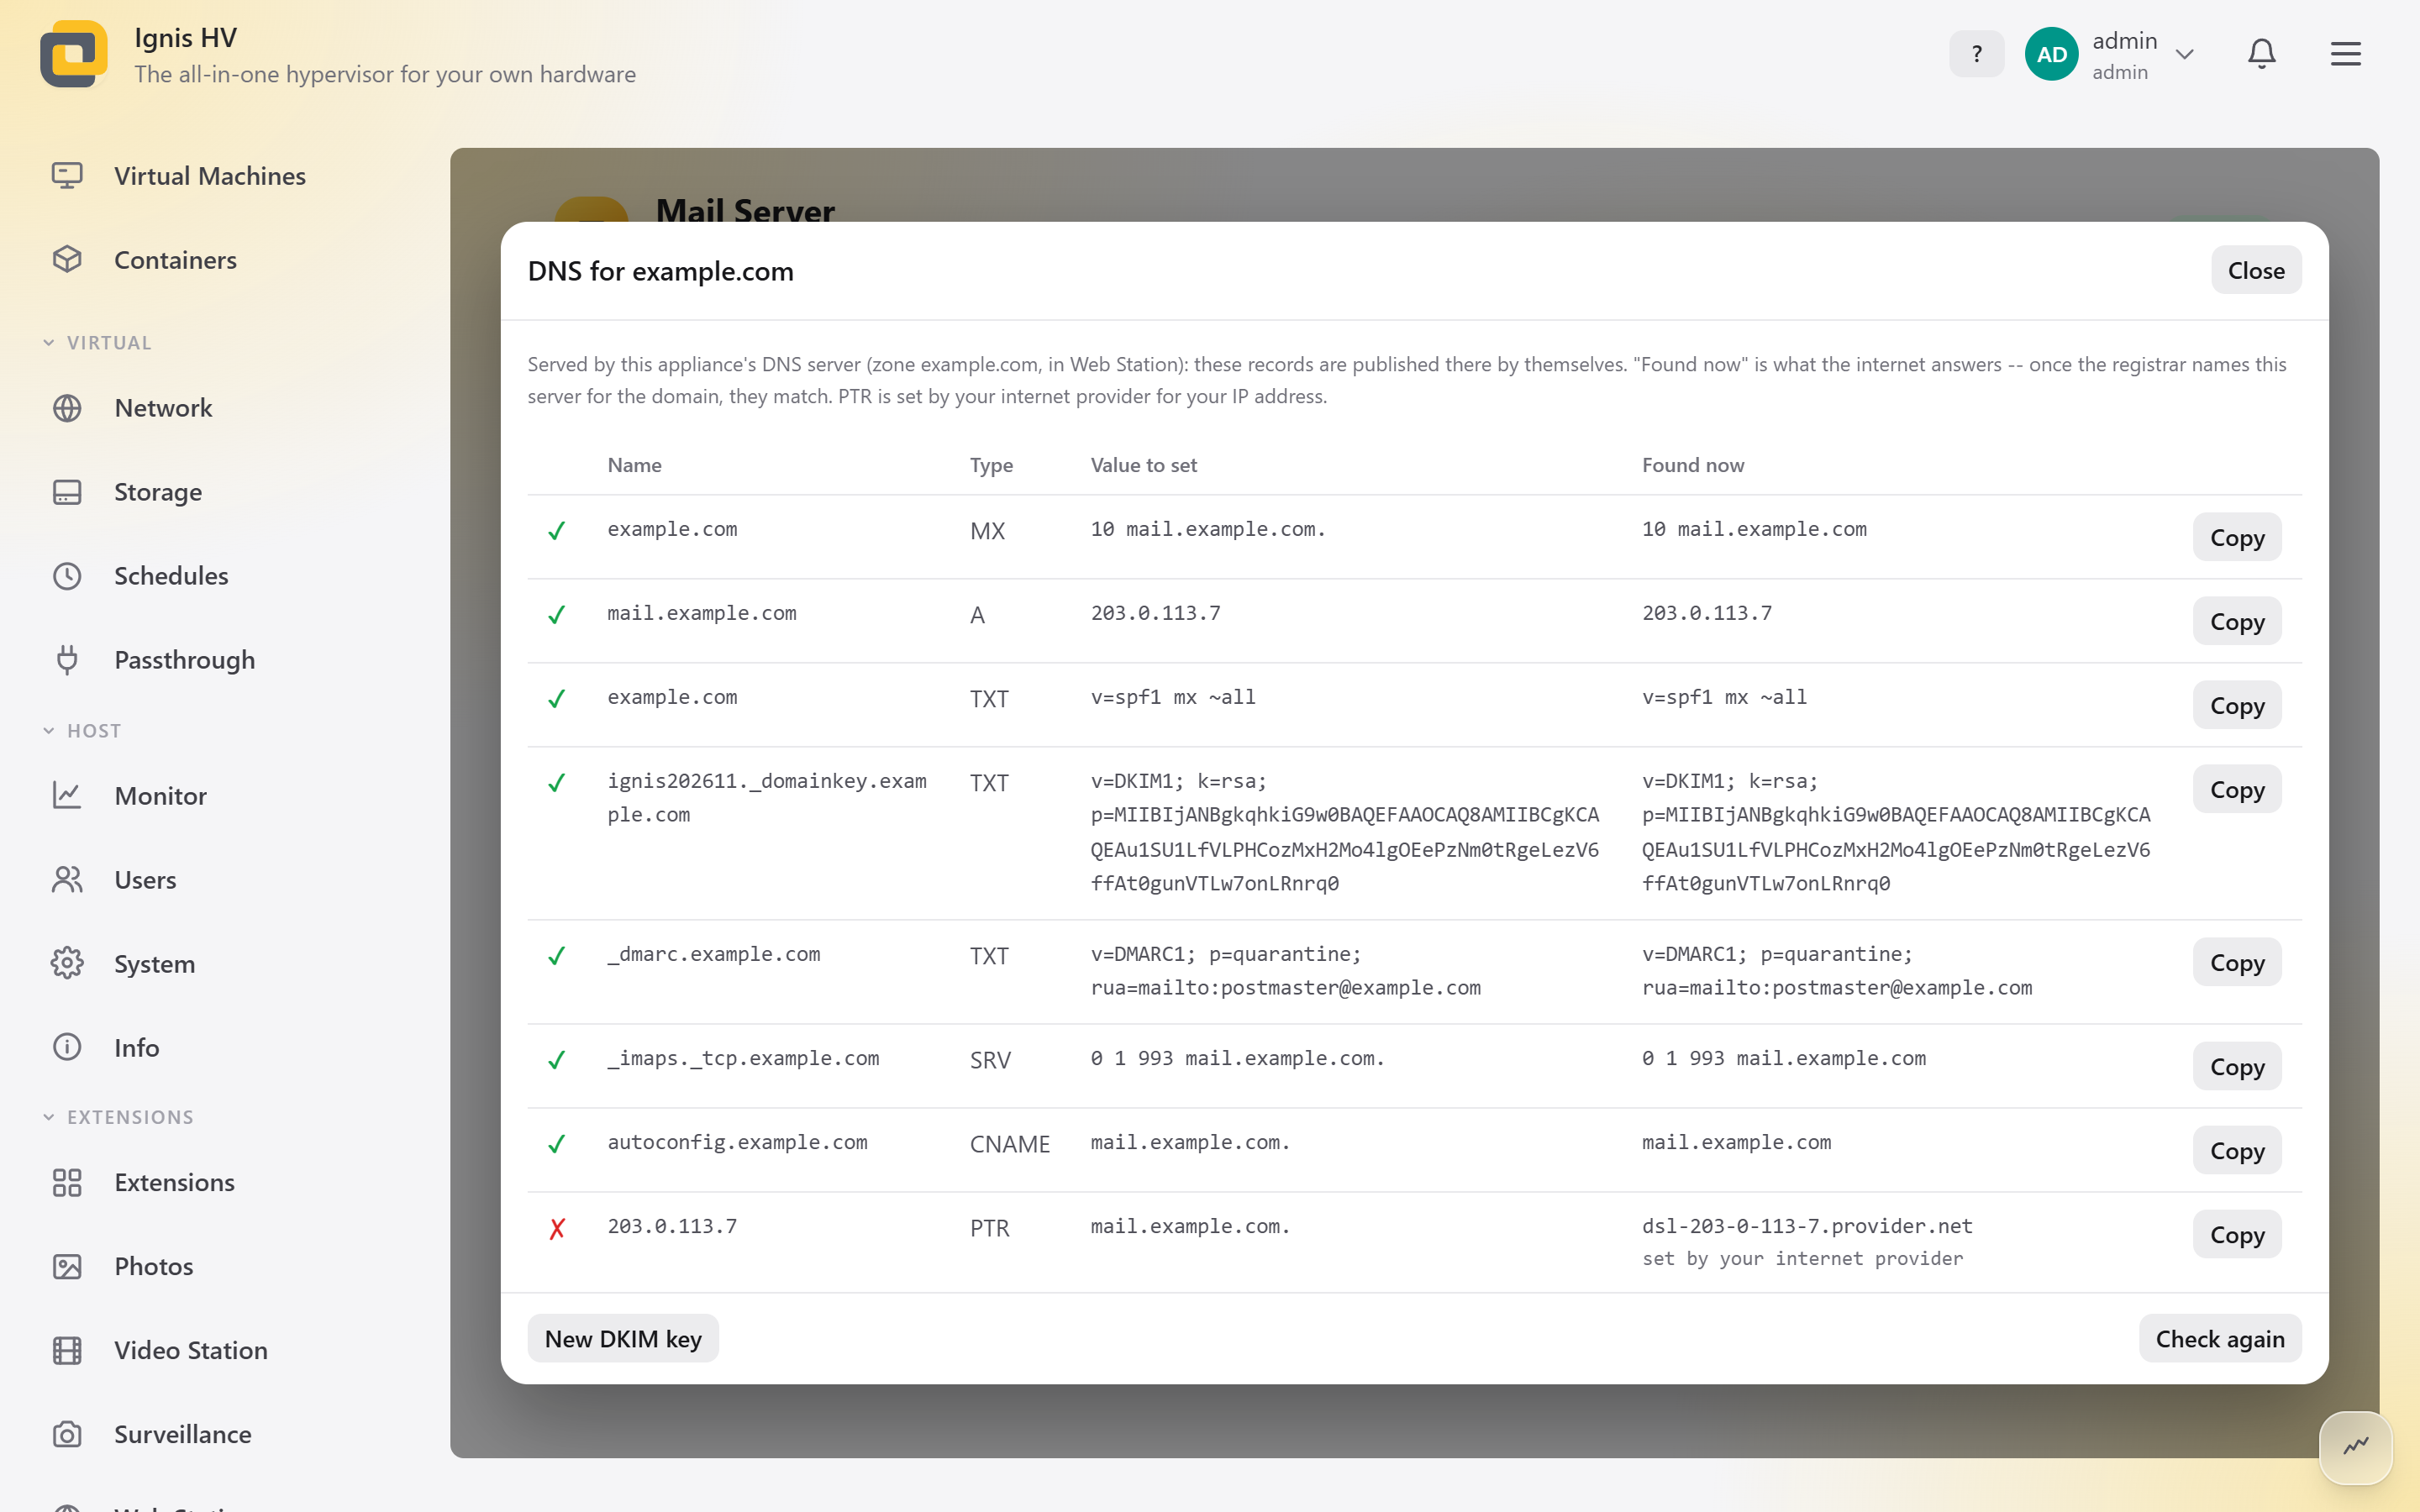 Ignis HV
The all-in-one hypervisor for your own hardware
?
AD
admin
admin
Virtual Machines
Containers
VIRTUAL
Network
Storage
Schedules
Passthrough
HOST
Monitor
Users
System
Info
EXTENSIONS
Extensions
Photos
Video Station
Surveillance
Mail Server
DNS for example.com
Close
Served by this appliance's DNS server (zone example.com, in Web Station): these records are published there by themselves. "Found now" is what the internet answers -- once the registrar names this
server for the domain, they match. PTR is set by your internet provider for your IP address.
Name Type Value to set Found now
✓ example.com MX 10 mail.example.com. 10 mail.example.com Copy
✓ mail.example.com A 203.0.113.7 203.0.113.7 Copy
✓ example.com TXT v=spf1 mx ~all v=spf1 mx ~all Copy
✓ ignis202611._domainkey.exam TXT v=DKIM1; k=rsa; v=DKIM1; k=rsa; Copy
ple.com p=MIIBIjANBgkqhkiG9w0BAQEFAAOCAQ8AMIIBCgKCA p=MIIBIjANBgkqhkiG9w0BAQEFAAOCAQ8AMIIBCgKCA
QEAu1SU1LfVLPHCozMxH2Mo4lgOEePzNm0tRgeLezV6 QEAu1SU1LfVLPHCozMxH2Mo4lgOEePzNm0tRgeLezV6
ffAt0gunVTLw7onLRnrq0 ffAt0gunVTLw7onLRnrq0
✓ _dmarc.example.com TXT v=DMARC1; p=quarantine; v=DMARC1; p=quarantine; Copy
rua=mailto:postmaster@example.com rua=mailto:postmaster@example.com
✓ _imaps._tcp.example.com SRV 0 1 993 mail.example.com. 0 1 993 mail.example.com Copy
✓ autoconfig.example.com CNAME mail.example.com. mail.example.com Copy
✗ 203.0.113.7 PTR mail.example.com. dsl-203-0-113-7.provider.net Copy
set by your internet provider
New DKIM key
Check again